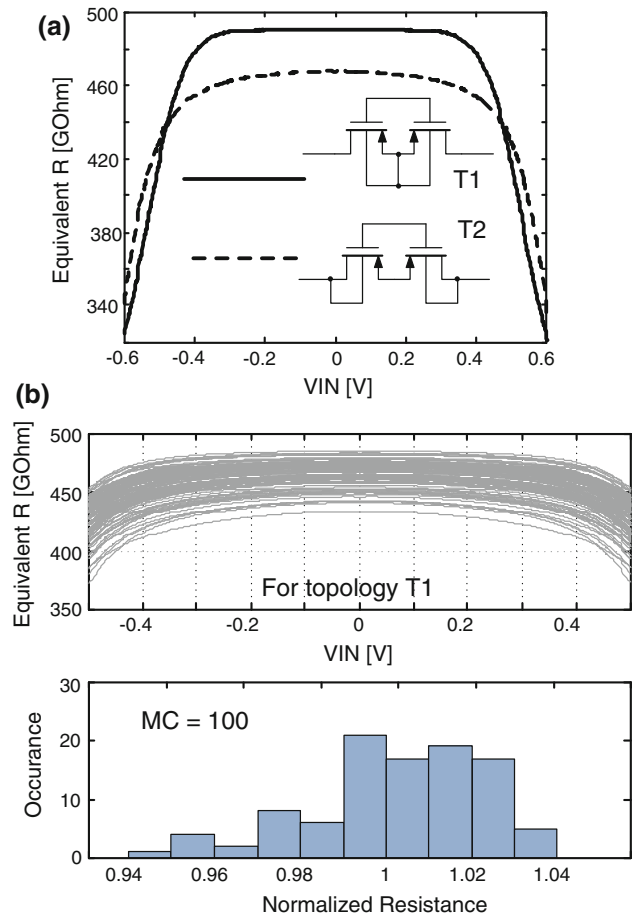 (a)
500
460
420
380
340
Equivalent R [GOhm]
T1
T2
-0.6 -0.4 -0.2 0 0.2 0.4 0.6
VIN [V]
(b)
500
450
400
350
Equivalent R [GOhm]
For topology T1
-0.4 -0.2 0 0.2 0.4
VIN [V]
30
20
10
0
Occurance
MC = 100
0.94 0.96 0.98 1 1.02 1.04
Normalized Resistance